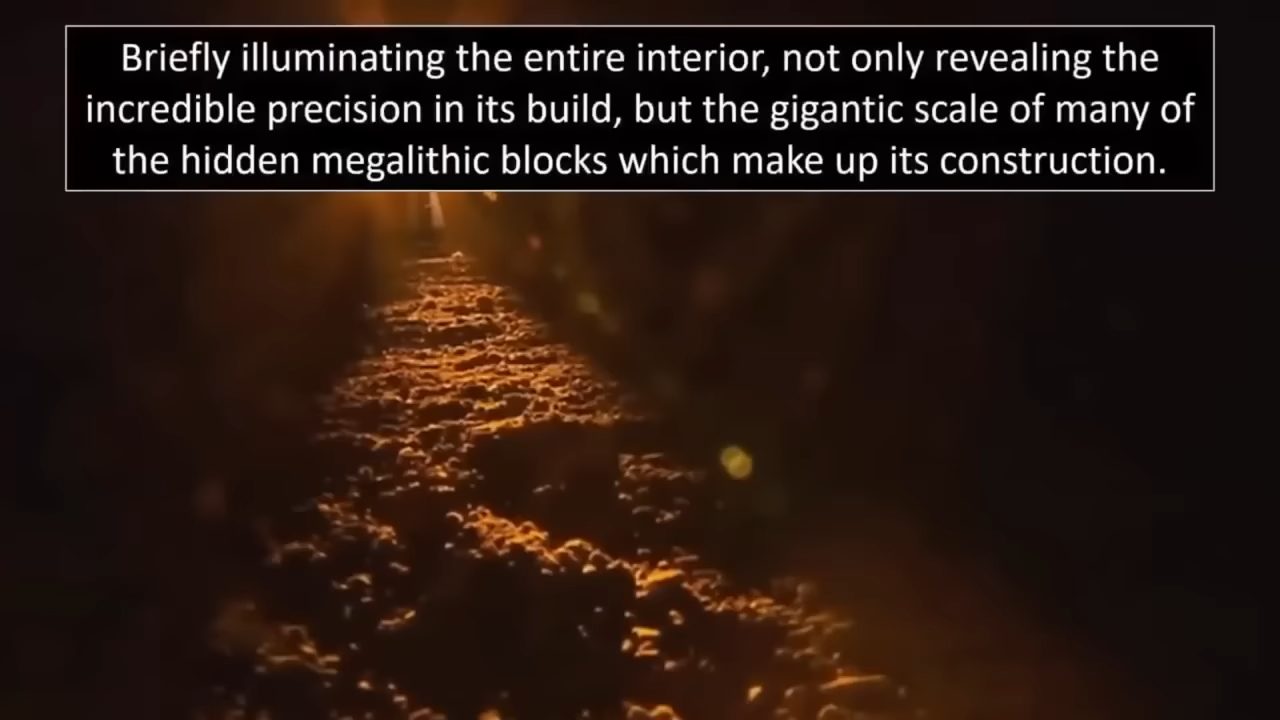 Briefly illuminating the entire interior, not only revealing the
incredible precision in its build, but the gigantic scale of many of
the hidden megalithic blocks which make up its construction.